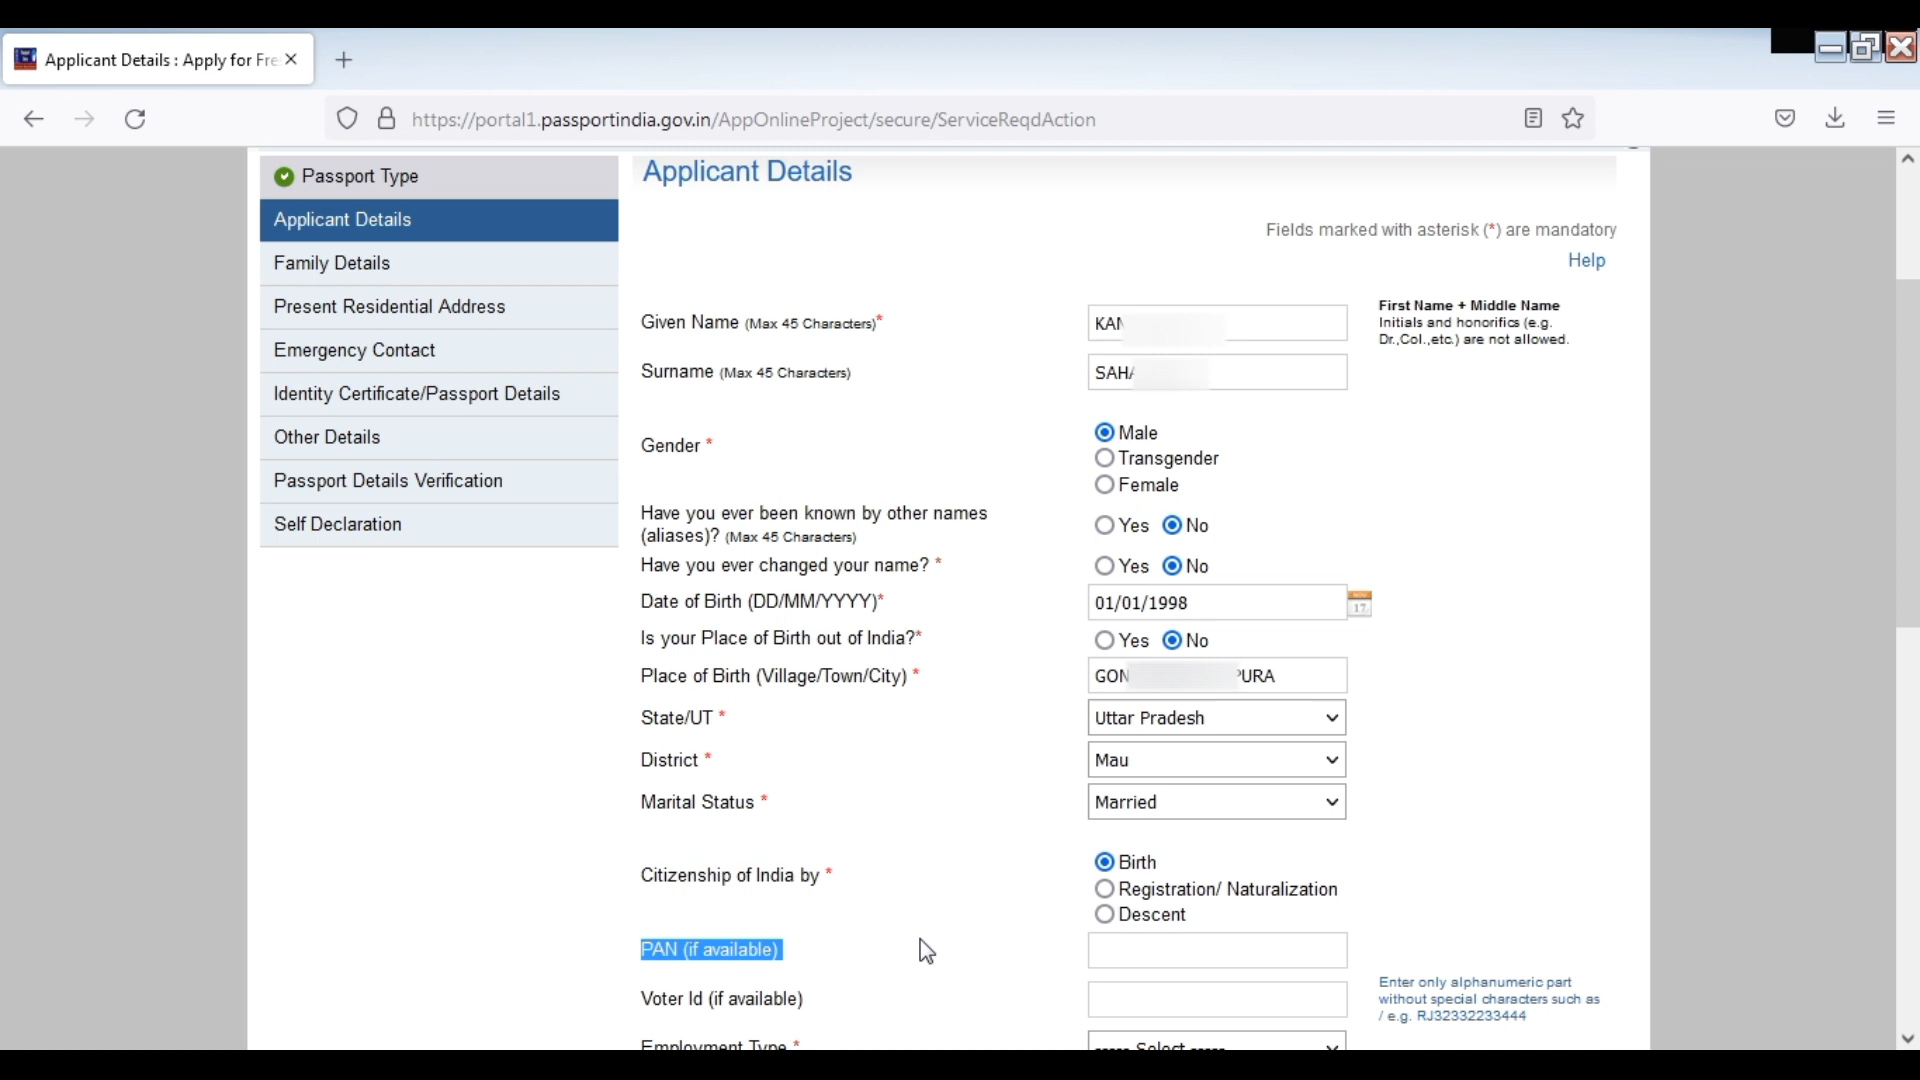 Applicant Details : Apply for Fre
https://portal1.passportindia.gov.in/AppOnlineProject/secure/ServiceReqdAction
Passport Type
Applicant Details
Family Details
Present Residential Address
Emergency Contact
Identity Certificate/Passport Details
Other Details
Passport Details Verification
Self Declaration
Applicant Details
Fields marked with asterisk (*) are mandatory
Help
Given Name (Max 45 Characters)*
First Name + Middle Name
Initials and honorifics (e.g.
Dr.,Col.,etc.) are not allowed.
Surname (Max 45 Characters)
SAHA
Gender *
Male
Transgender
Female
Have you ever been known by other names
(aliases)? (Max 45 Characters)
Yes No
Have you ever changed your name? * Yes No
Date of Birth (DD/MM/YYYY)* 01/01/1998
17
Is your Place of Birth out of India?* Yes No
Place of Birth (Village/Town/City) * GON PURA
State/UT * Uttar Pradesh
District * Mau
Marital Status * Married
Citizenship of India by *
Birth
Registration/ Naturalization
Descent
PAN (if available)
Voter Id (if available)
Enter only alphanumeric part
without special characters such as
/ e.g. RJ32332233444
Employment Type * ----- Select -----